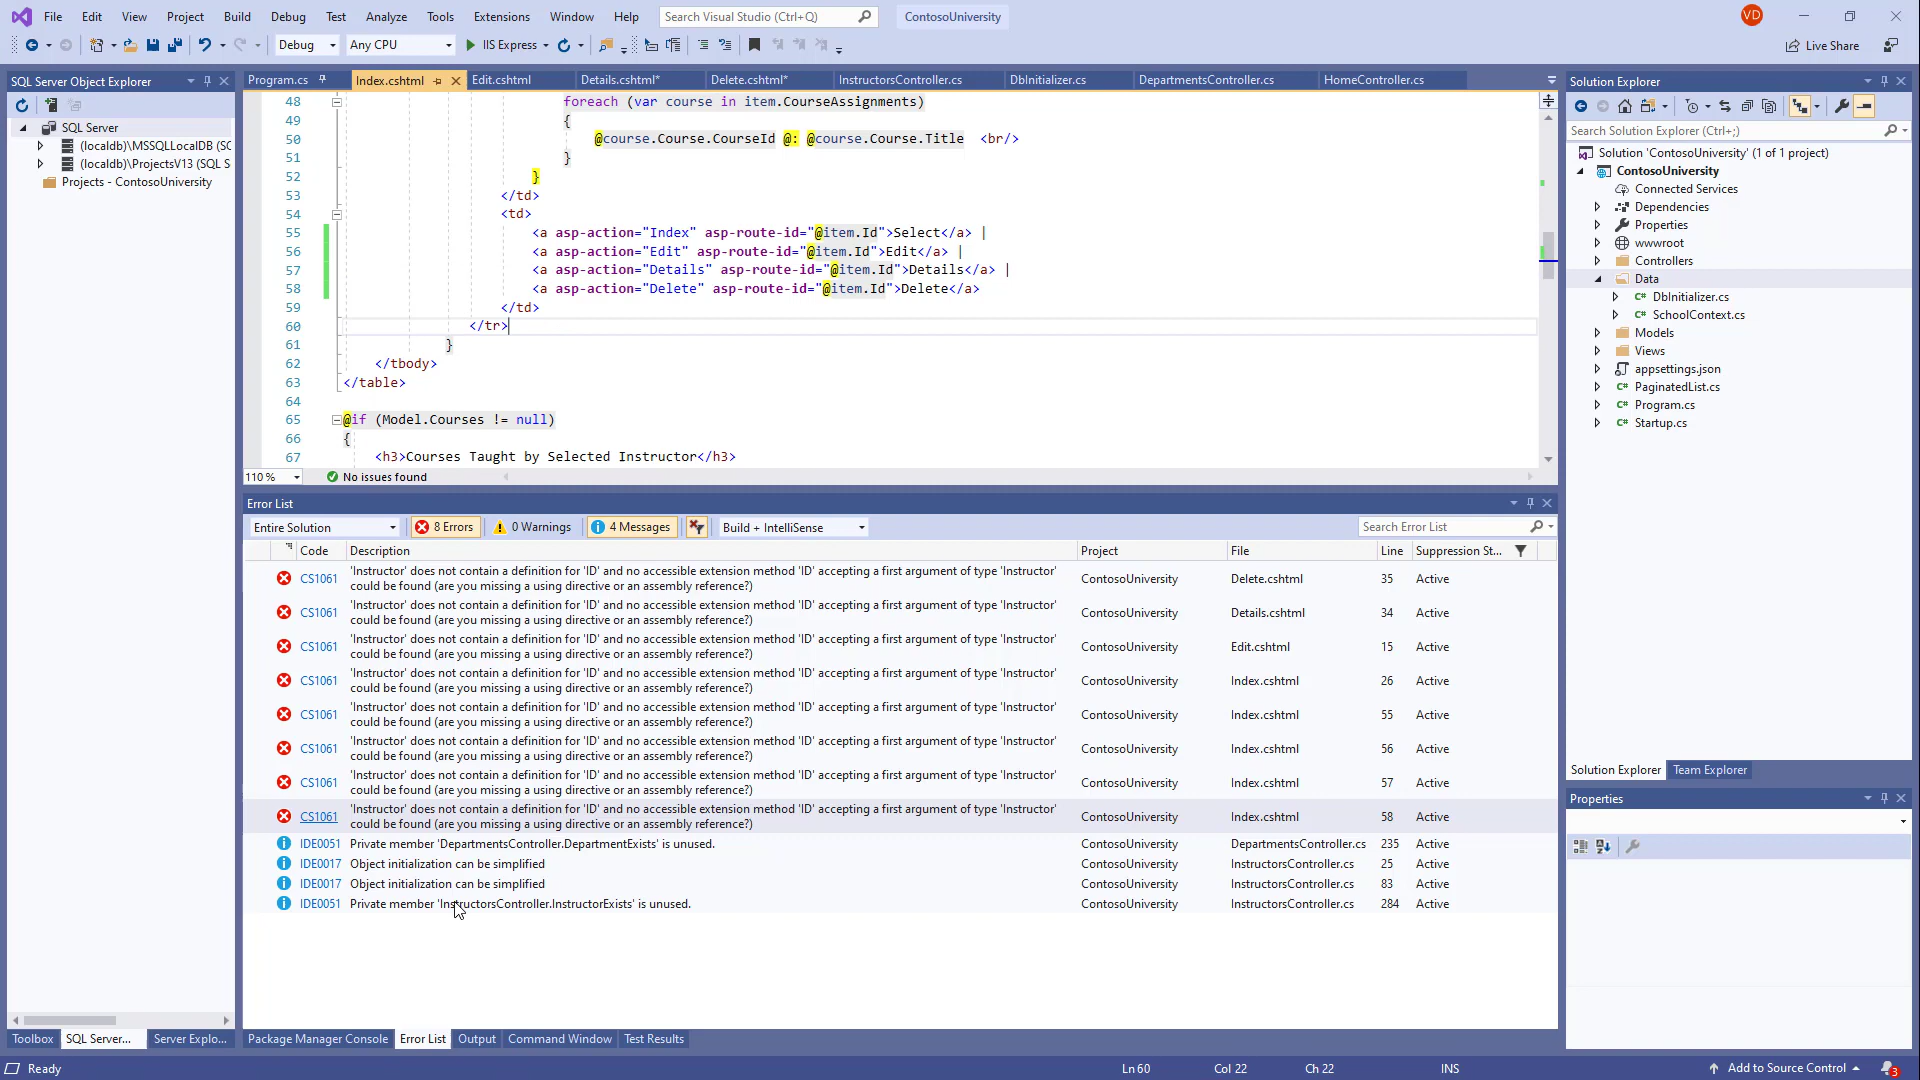 File Edit View Project Build Debug Test Analyze Tools Extensions Window Help Search Visual Studio (Ctrl+Q) ContosoUniversity VD
Debug Any CPU IIS Express Live Share
SQL Server Object Explorer
SQL Server
(localdb)\MSSQLLocalDB (SC
(localdb)\ProjectsV13 (SQL S
Projects - ContosoUniversity
Program.cs Index.cshtml Edit.cshtml Details.cshtml* Delete.cshtml* InstructorsController.cs DbInitializer.cs DepartmentsController.cs HomeController.cs
48 foreach (var course in item.CourseAssignments)
49 {
50 @course.Course.CourseId @: @course.Course.Title <br/>
51 }
52 }
53 </td>
54 <td>
55 <a asp-action="Index" asp-route-id="@item.Id">Select</a> |
56 <a asp-action="Edit" asp-route-id="@item.Id">Edit</a> |
57 <a asp-action="Details" asp-route-id="@item.Id">Details</a> |
58 <a asp-action="Delete" asp-route-id="@item.Id">Delete</a>
59 </td>
60 </tr>
61 }
62 </tbody>
63 </table>
64
65 @if (Model.Courses != null)
66 {
67 <h3>Courses Taught by Selected Instructor</h3>
110 % No issues found
Error List
Entire Solution 8 Errors 0 Warnings 4 Messages Build + IntelliSense Search Error List
Code Description Project File Line Suppression St...
CS1061 'Instructor' does not contain a definition for 'ID' and no accessible extension method 'ID' accepting a first argument of type 'Instructor'
could be found (are you missing a using directive or an assembly reference?) ContosoUniversity Delete.cshtml 35 Active
CS1061 'Instructor' does not contain a definition for 'ID' and no accessible extension method 'ID' accepting a first argument of type 'Instructor'
could be found (are you missing a using directive or an assembly reference?) ContosoUniversity Details.cshtml 34 Active
CS1061 'Instructor' does not contain a definition for 'ID' and no accessible extension method 'ID' accepting a first argument of type 'Instructor'
could be found (are you missing a using directive or an assembly reference?) ContosoUniversity Edit.cshtml 15 Active
CS1061 'Instructor' does not contain a definition for 'ID' and no accessible extension method 'ID' accepting a first argument of type 'Instructor'
could be found (are you missing a using directive or an assembly reference?) ContosoUniversity Index.cshtml 26 Active
CS1061 'Instructor' does not contain a definition for 'ID' and no accessible extension method 'ID' accepting a first argument of type 'Instructor'
could be found (are you missing a using directive or an assembly reference?) ContosoUniversity Index.cshtml 55 Active
CS1061 'Instructor' does not contain a definition for 'ID' and no accessible extension method 'ID' accepting a first argument of type 'Instructor'
could be found (are you missing a using directive or an assembly reference?) ContosoUniversity Index.cshtml 56 Active
CS1061 'Instructor' does not contain a definition for 'ID' and no accessible extension method 'ID' accepting a first argument of type 'Instructor'
could be found (are you missing a using directive or an assembly reference?) ContosoUniversity Index.cshtml 57 Active
CS1061 'Instructor' does not contain a definition for 'ID' and no accessible extension method 'ID' accepting a first argument of type 'Instructor'
could be found (are you missing a using directive or an assembly reference?) ContosoUniversity Index.cshtml 58 Active
IDE0051 Private member 'DepartmentsController.DepartmentExists' is unused. ContosoUniversity DepartmentsController.cs 235 Active
IDE0017 Object initialization can be simplified ContosoUniversity InstructorsController.cs 25 Active
IDE0017 Object initialization can be simplified ContosoUniversity InstructorsController.cs 83 Active
IDE0051 Private member 'InstructorsController.InstructorExists' is unused. ContosoUniversity InstructorsController.cs 284 Active
Solution Explorer
Search Solution Explorer (Ctrl+;)
Solution 'ContosoUniversity' (1 of 1 project)
ContosoUniversity
Connected Services
Dependencies
Properties
wwwroot
Controllers
Data
DbInitializer.cs
SchoolContext.cs
Models
Views
appsettings.json
PaginatedList.cs
Program.cs
Startup.cs
Solution Explorer Team Explorer
Properties
Toolbox SQL Server... Server Explo... Package Manager Console Error List Output Command Window Test Results
Ready Ln 60 Col 22 Ch 22 INS Add to Source Control 3